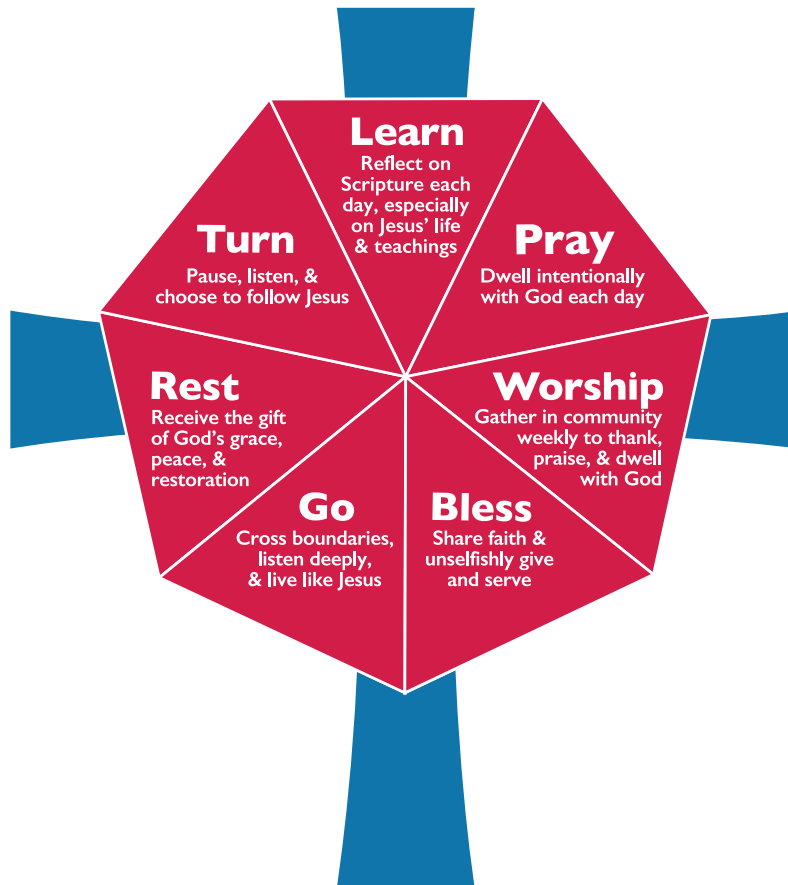 Learn
Reflect on
Scripture each
day, especially
on Jesus’ life
& teachings
Pray
Dwell intentionally
with God each day
Worship
Gather in community
weekly to thank,
praise, & dwell
with God
Bless
Share faith &
unselfishly give
and serve
Go
Cross boundaries,
listen deeply,
& live like Jesus
Rest
Receive the gift
of God’s grace,
peace, &
restoration
Turn
Pause, listen, &
choose to follow Jesus